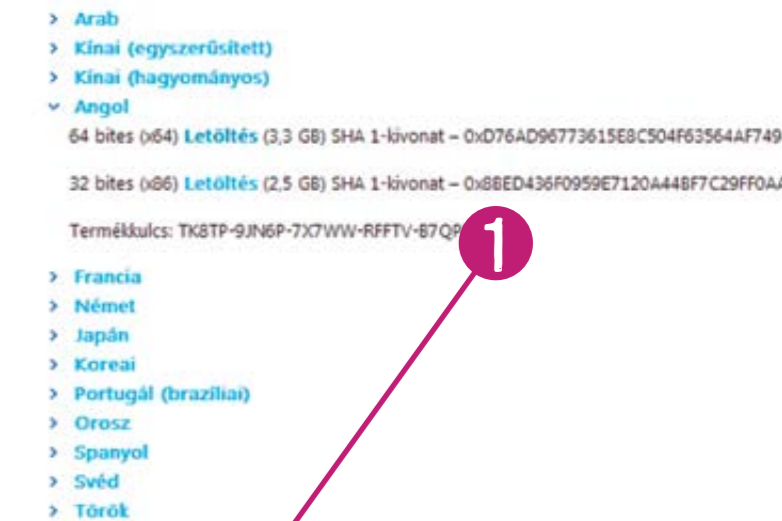 > Arab
> Kínai (egyszerűsített)
> Kínai (hagyományos)
Angol
64 bites (x64) Letöltés (3,3 GB) SHA 1-kivonat – 0xD76AD96773615E8C504F63564AF749
32 bites (x86) Letöltés (2,5 GB) SHA 1-kivonat – 0x8BED436F0959E7120A44BF7C29FF0AA
Termékkulcs: TK8TP-9JN6P-7X7WW-RFFTV-B7QP
1
> Francia
> Német
> Japán
> Koreai
> Portugál (brazíliai)
> Orosz
> Spanyol
> Svéd
> Török